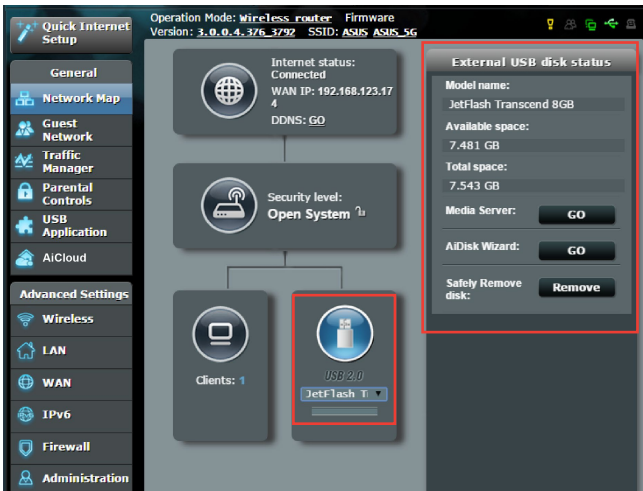 Quick Internet
Setup
Operation Mode: Wireless router Firmware
Version: 3.0.0.4.376_3792 SSID: ASUS ASUS_5G
General
Network Map
Guest
Network
Traffic
Manager
Parental
Controls
USB
Application
AiCloud
Advanced Settings
Wireless
LAN
WAN
IPv6
Firewall
Administration
Internet status:
Connected
WAN IP: 192.168.123.17
4
DDNS: GO
Security level:
Open System
Clients: 1
USB 2.0
JetFlash T
External USB disk status
Model name:
JetFlash Transcend 8GB
Available space:
7.481 GB
Total space:
7.543 GB
Media Server: GO
AiDisk Wizard: GO
Safely Remove
disk: Remove